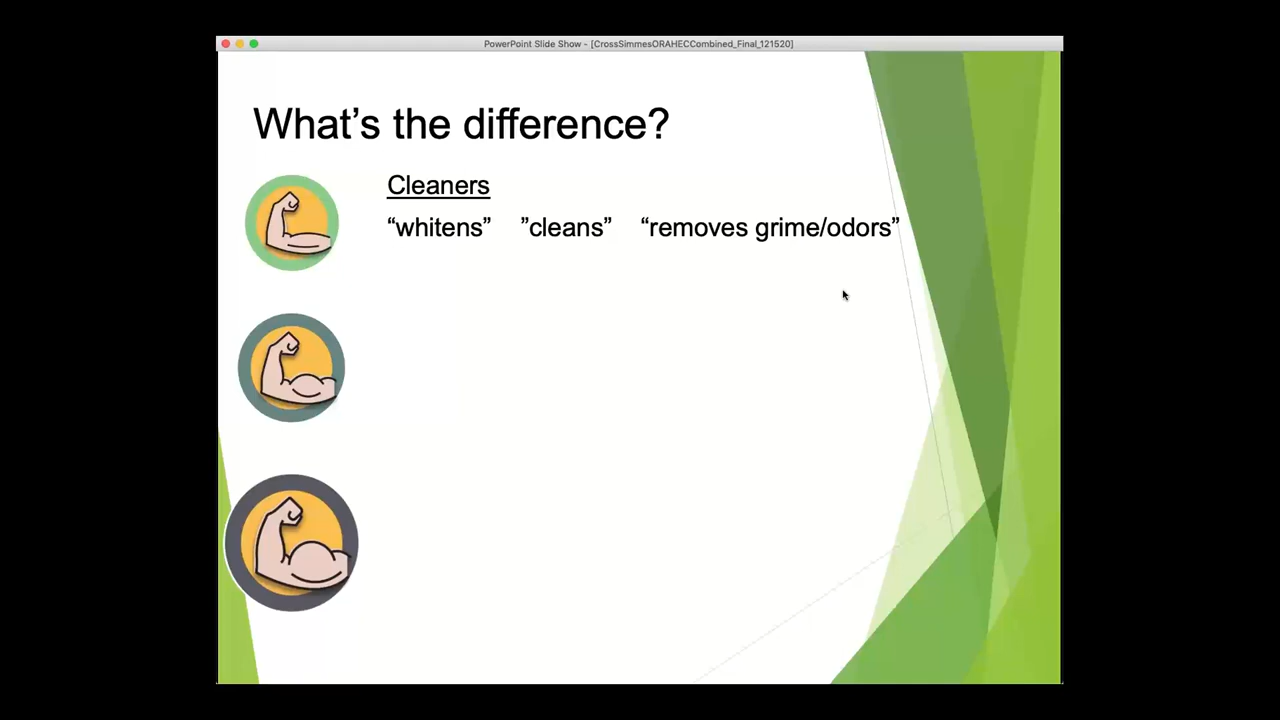 PowerPoint Slide Show - [CrossSimmesORAHECCombined_Final_121520]
What’s the difference?
Cleaners
“whitens” ”cleans” “removes grime/odors”